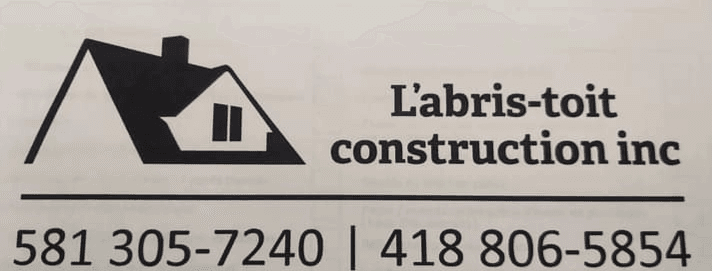 L'abris-toit
construction inc
581 305-7240 | 418 806-5854